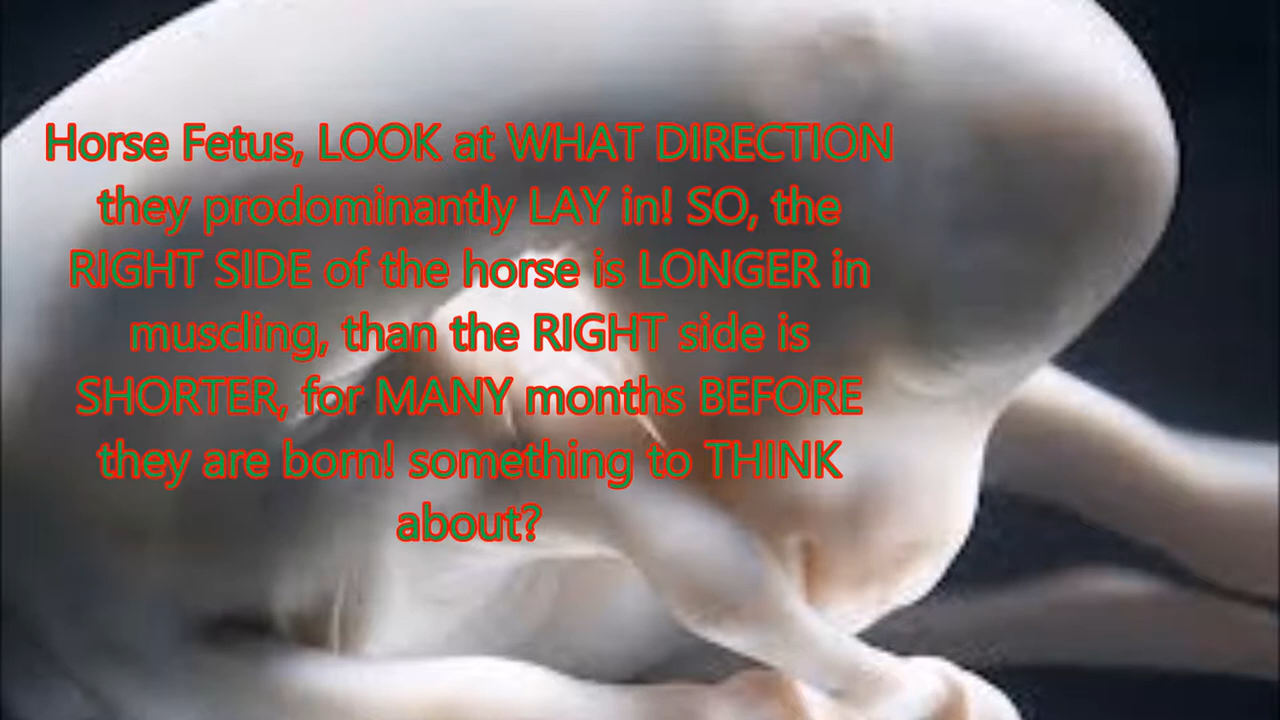 Horse Fetus, LOOK at WHAT DIRECTION
they prodominantly LAY in! SO, the
RIGHT SIDE of the horse is LONGER in
muscling, than the RIGHT side is
SHORTER, for MANY months BEFORE
they are born! something to THINK
about?